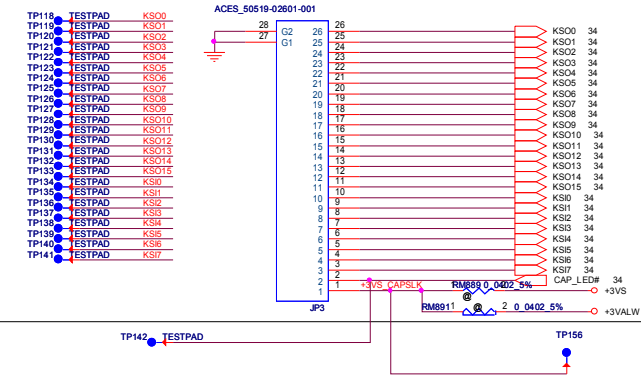 ACES_50519-02601-001
TP118 TESTPAD KSO0
TP119 TESTPAD KSO1
TP120 TESTPAD KSO2
TP121 TESTPAD KSO3
TP122 TESTPAD KSO4
TP123 TESTPAD KSO5
TP124 TESTPAD KSO6
TP125 TESTPAD KSO7
TP126 TESTPAD KSO8
TP127 TESTPAD KSO9
TP128 TESTPAD KSO10
TP129 TESTPAD KSO11
TP130 TESTPAD KSO12
TP131 TESTPAD KSO13
TP132 TESTPAD KSO14
TP133 TESTPAD KSO15
TP134 TESTPAD KSI0
TP135 TESTPAD KSI1
TP136 TESTPAD KSI2
TP137 TESTPAD KSI3
TP138 TESTPAD KSI4
TP139 TESTPAD KSI5
TP140 TESTPAD KSI6
TP141 TESTPAD KSI7
28 G2
27 G1
26 26 KSO0 34
25 25 KSO1 34
24 24 KSO2 34
23 23 KSO3 34
22 22 KSO4 34
21 21 KSO5 34
20 20 KSO6 34
19 19 KSO7 34
18 18 KSO8 34
17 17 KSO9 34
16 16 KSO10 34
15 15 KSO11 34
14 14 KSO12 34
13 13 KSO13 34
12 12 KSO14 34
11 11 KSO15 34
10 10 KSI0 34
9 9 KSI1 34
8 8 KSI2 34
7 7 KSI3 34
6 6 KSI4 34
5 5 KSI5 34
4 4 KSI6 34
3 3 KSI7 34
2 2 CAP_LED# 34
1 1 +3VS_CAPSLK 1 RM889 2 0_0402_5% +3VS
@
JP3
RM891 1 @ 2 0_0402_5% +3VALW
TP142 TESTPAD
TP156